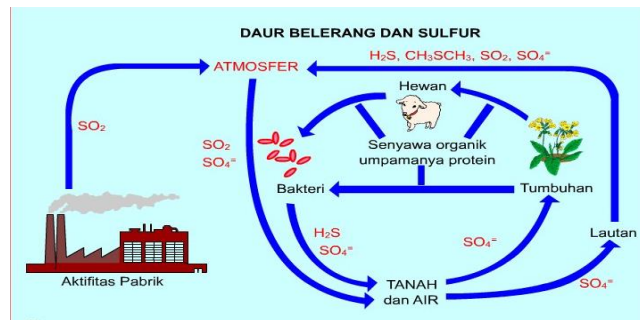 DAUR BELERANG DAN SULFUR
H₂S, CH₃SCH₃, SO₂, SO₄⁼
ATMOSFER
Hewan
SO₂
SO₂
SO₄⁼
Senyawa organik
umpamanya protein
Bakteri
Tumbuhan
H₂S
SO₄⁼
SO₄⁼
Lautan
Aktifitas Pabrik
TANAH
dan AIR
SO₄⁼